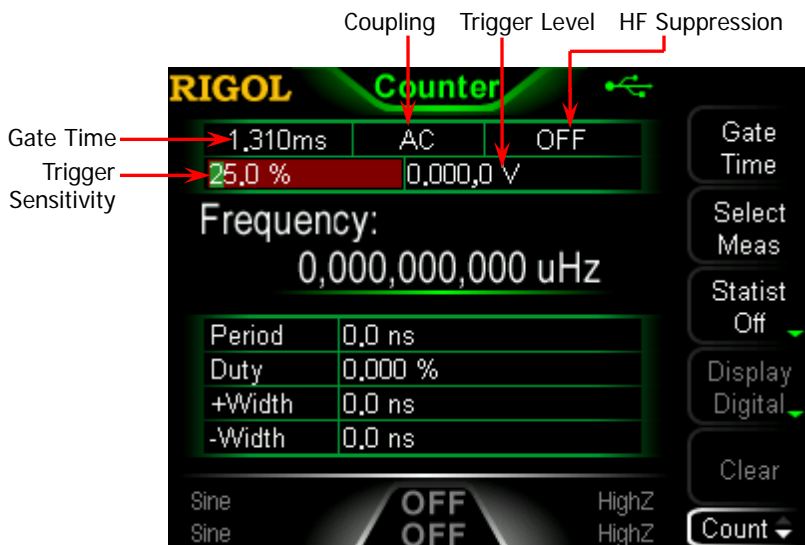 Coupling Trigger Level HF Suppression
RIGOL Counter
Gate Time 1.310ms AC OFF
Trigger Sensitivity 25.0 % 0.000,0 V
Frequency:
0,000,000,000 uHz
Period 0.0 ns
Duty 0.000 %
+Width 0.0 ns
-Width 0.0 ns
Sine OFF HighZ
Sine OFF HighZ
Gate
Time
Select
Meas
Statist
Off
Display
Digital
Clear
Count